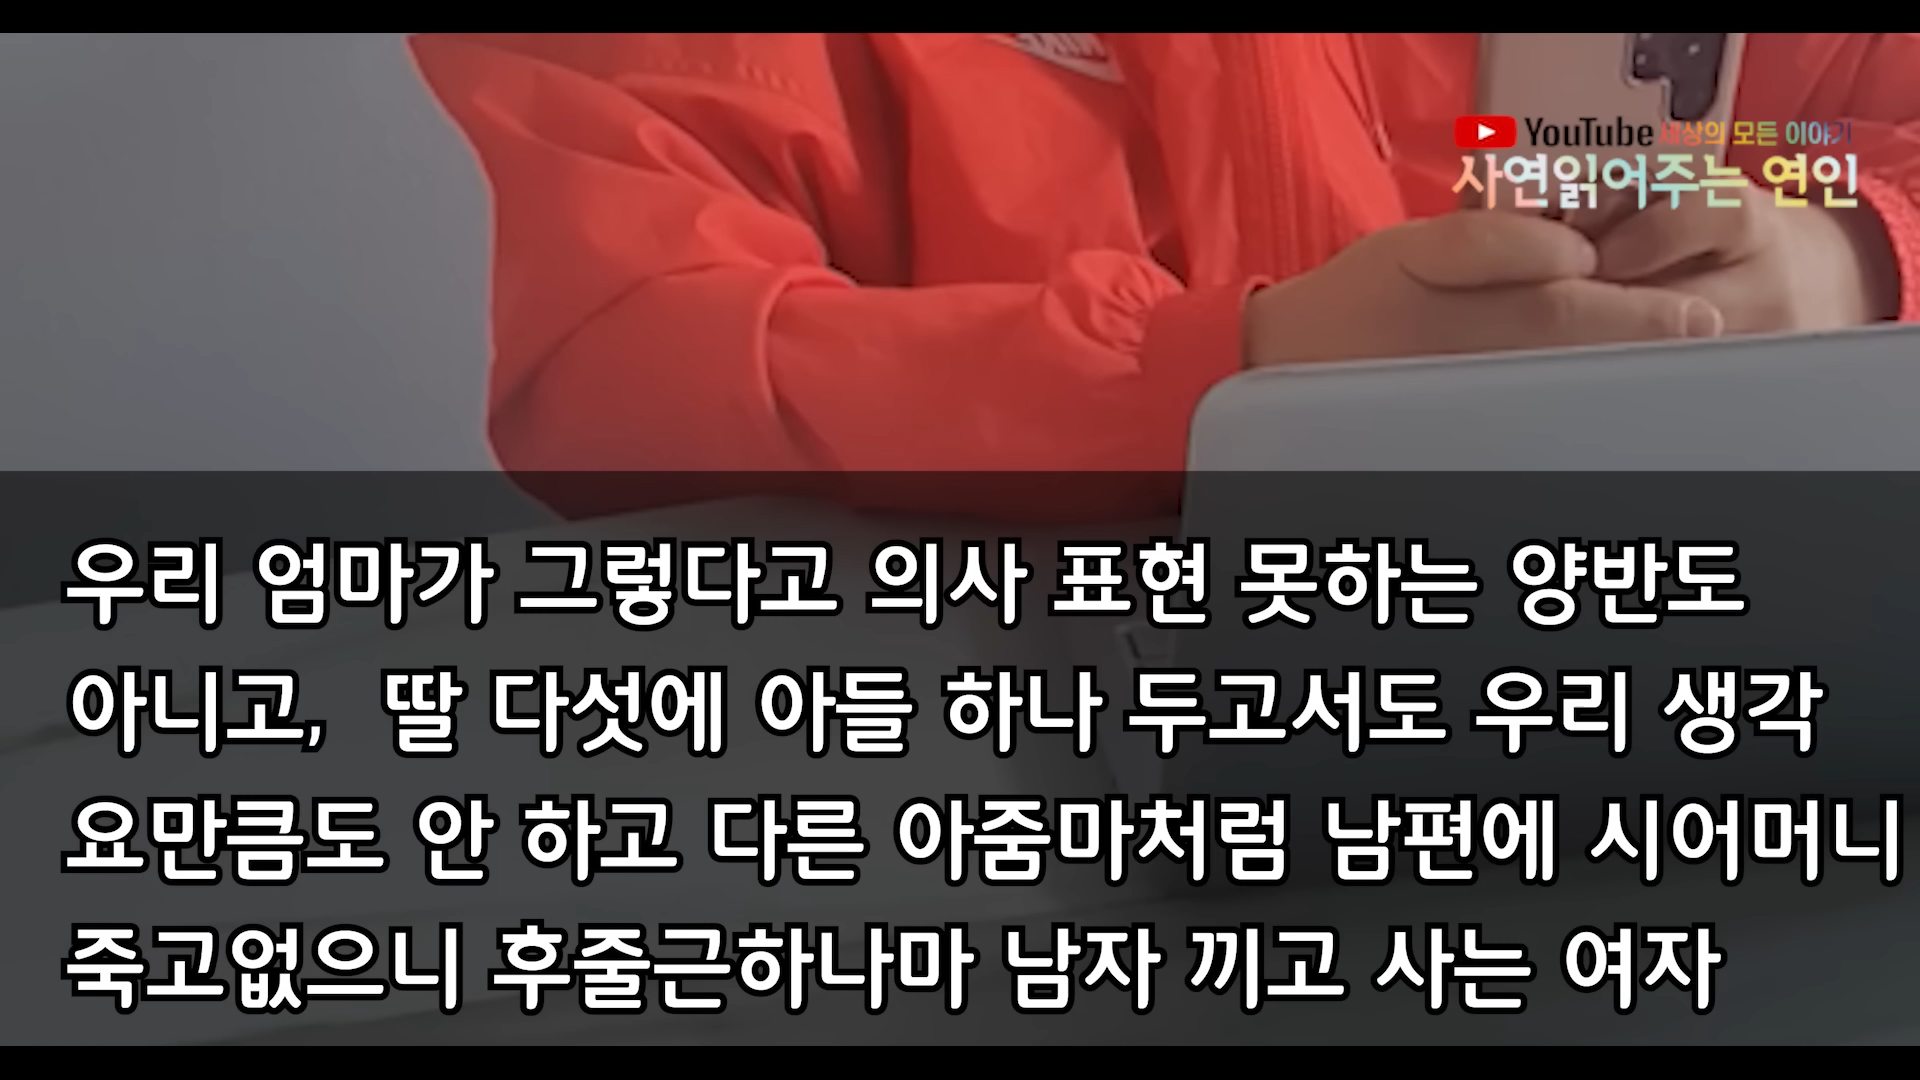 YouTube 세상의 모든 이야기
사연읽어주는 연인
우리 엄마가 그렇다고 의사 표현 못하는 양반도
아니고, 딸 다섯에 아들 하나 두고서도 우리 생각
요만큼도 안 하고 다른 아줌마처럼 남편에 시어머니
죽고없으니 후줄근하나마 남자 끼고 사는 여자